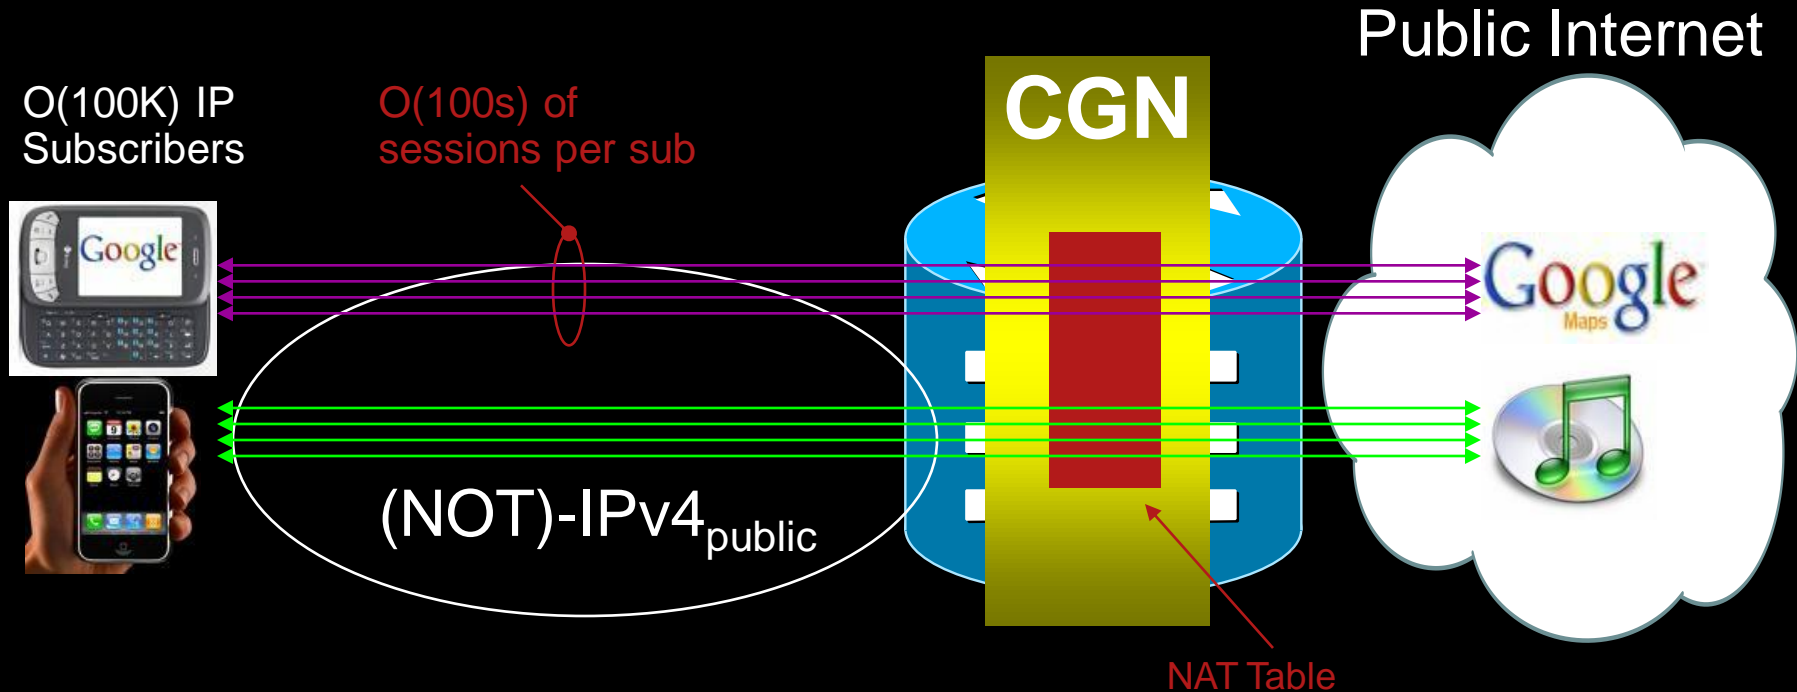 Public Internet
O(100K) IP
Subscribers
O(100s) of
sessions per sub
CGN
Google
Google
Maps
(NOT)-IPv4public
NAT Table